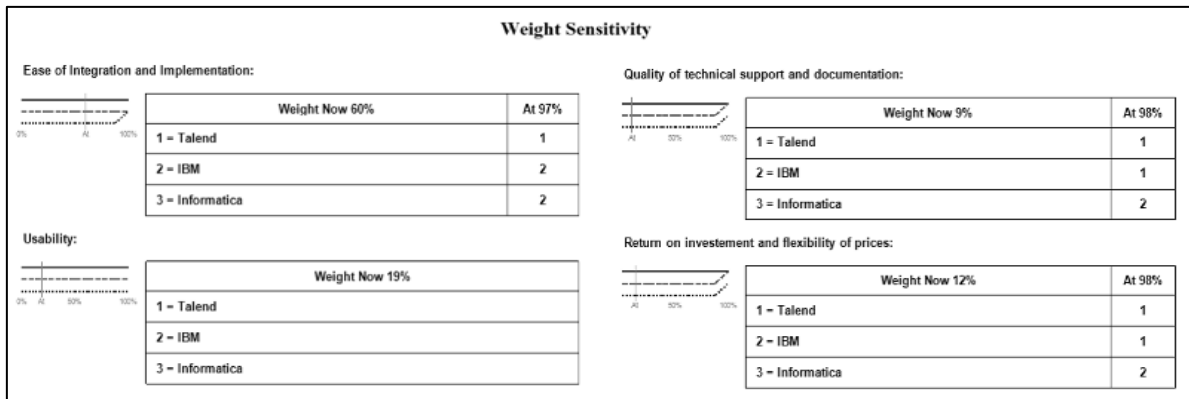 Weight Sensitivity
Ease of Integration and Implementation:
0% At 100%
Weight Now 60% At 97%
1 = Talend 1
2 = IBM 2
3 = Informatica 2
Usability:
0% At 50% 100%
Weight Now 19%
1 = Talend
2 = IBM
3 = Informatica
Quality of technical support and documentation:
At 50% 100%
Weight Now 9% At 98%
1 = Talend 1
2 = IBM 1
3 = Informatica 2
Return on investement and flexibility of prices:
At 50% 100%
Weight Now 12% At 98%
1 = Talend 1
2 = IBM 1
3 = Informatica 2